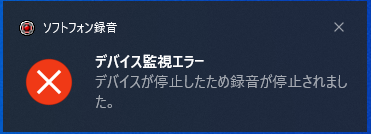 ソフトフォン録音
デバイス監視エラー
デバイスが停止したため録音が停止されまし
た。